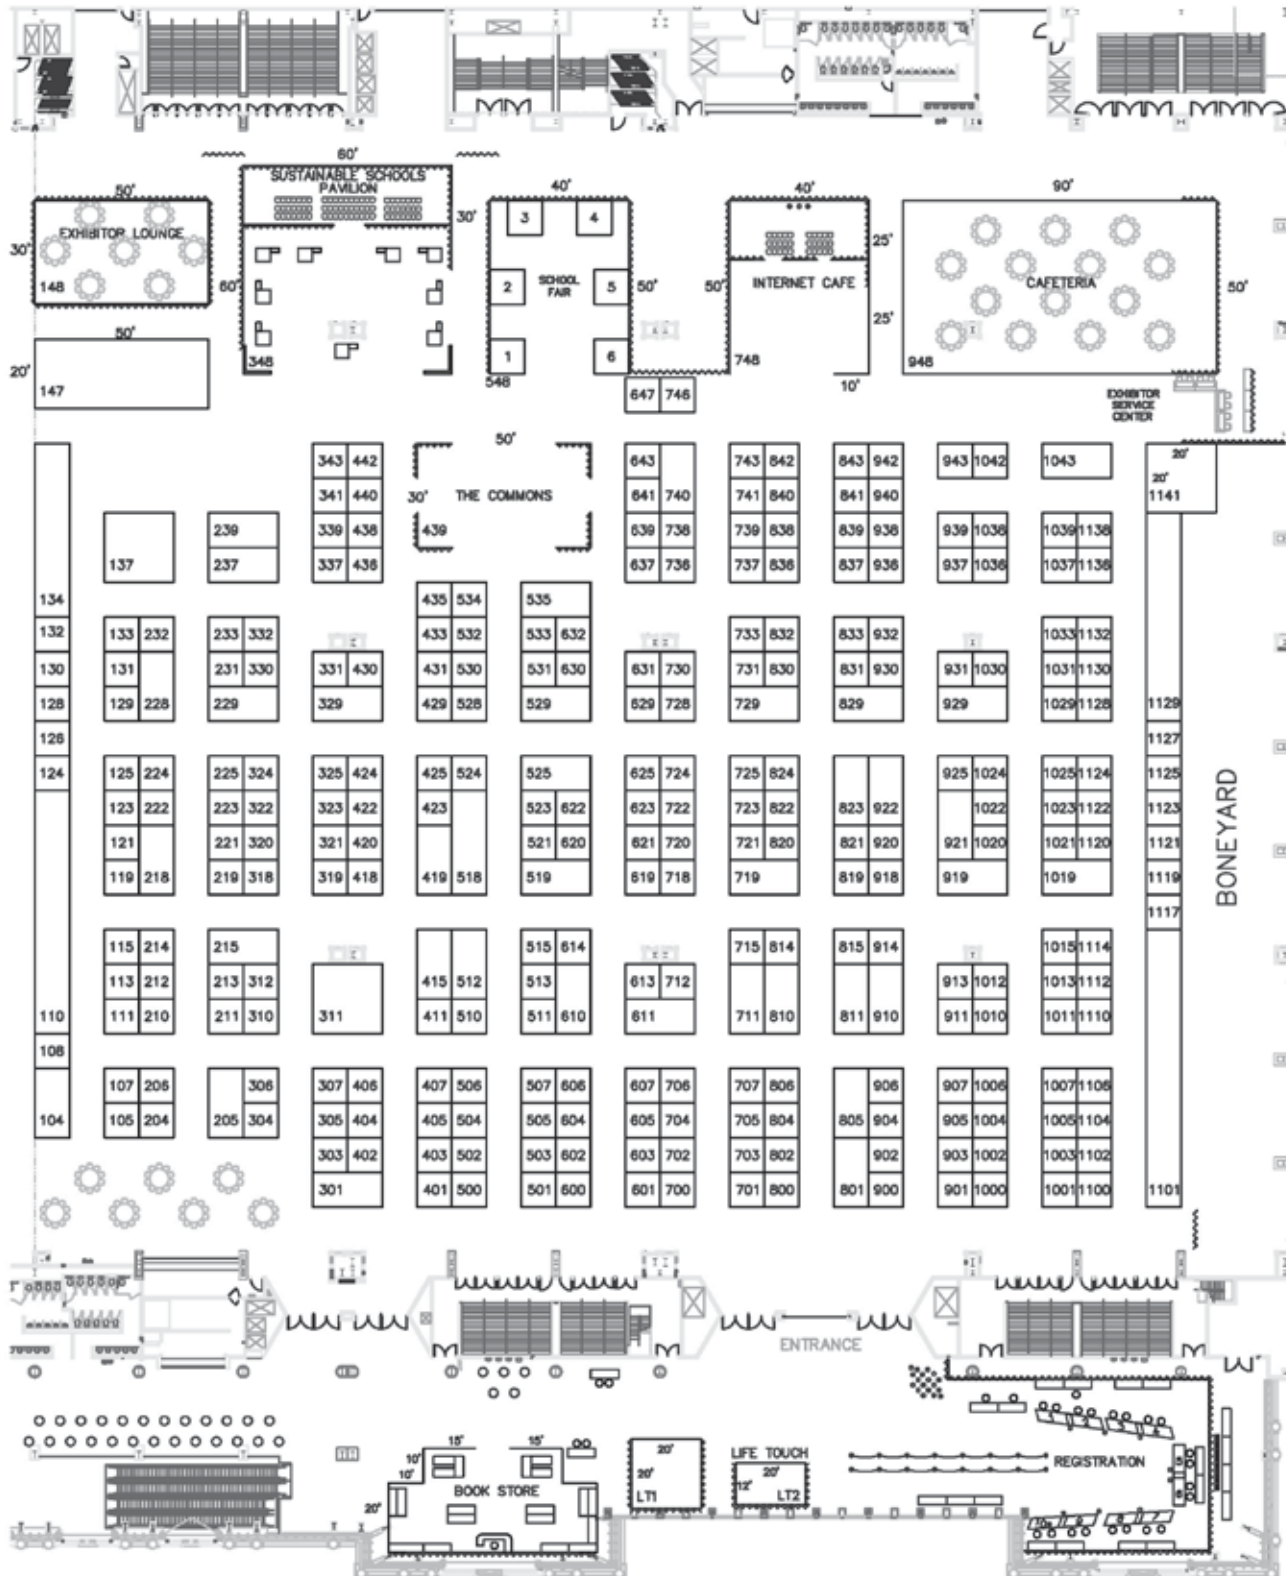 60'
SUSTAINABLE SCHOOLS
PAVILION
50' 40' 40' 90'
3 4
30' 25'
EXHIBITOR LOUNGE
30' 60' 2 SCHOOL
FAIR 5 50' 50' INTERNET CAFE CAFETERIA 50'
148
25'
50'
20' 348 1 6 748 948
147 548 10'
647 746 EXHIBITOR
SERVICE
CENTER
50' 20'
343 442 643 743 842 843 942 943 1042 1043
20'
341 440 30' THE COMMONS 641 740 741 840 841 940 1141
239 339 438 439 639 738 739 838 839 938 939 1038 1039 1138
137 237 337 436 637 736 737 836 837 936 937 1036 1037 1136
134 435 534 535
132 133 232 233 332 433 532 533 632 733 832 833 932 1033 1132
130 131 231 330 331 430 431 530 531 630 631 730 731 830 831 930 931 1030 1031 1130
128 129 228 229 329 429 528 529 629 728 729 829 929 1029 1128 1129
126 1127
124 125 224 225 324 325 424 425 524 525 625 724 725 824 925 1024 1025 1124 1125
123 222 223 322 323 422 423 523 622 623 722 723 822 823 922 1022 1023 1122 1123
121 221 320 321 420 521 620 621 720 721 820 821 920 921 1020 1021 1120 1121
119 218 219 318 319 418 419 518 519 619 718 719 819 918 919 1019 1119
1117
BONEYARD
115 214 215 515 614 715 814 815 914 1015 1114
113 212 213 312 415 512 513 613 712 913 1012 1013 1112
110 111 210 211 310 311 411 510 511 610 611 711 810 811 910 911 1010 1011 1110
108
107 206 306 307 406 407 506 507 606 607 706 707 806 906 907 1006 1007 1106
104 105 204 205 304 305 404 405 504 505 604 605 704 705 804 805 904 905 1004 1005 1104
303 402 403 502 503 602 603 702 703 802 902 903 1002 1003 1102
301 401 500 501 600 601 700 701 800 801 900 901 1000 1001 1100 1101
ENTRANCE
15' 15'
10' 20' LIFE TOUCH
10' 20' 20' REGISTRATION
BOOK STORE 12'
20' LT1 LT2